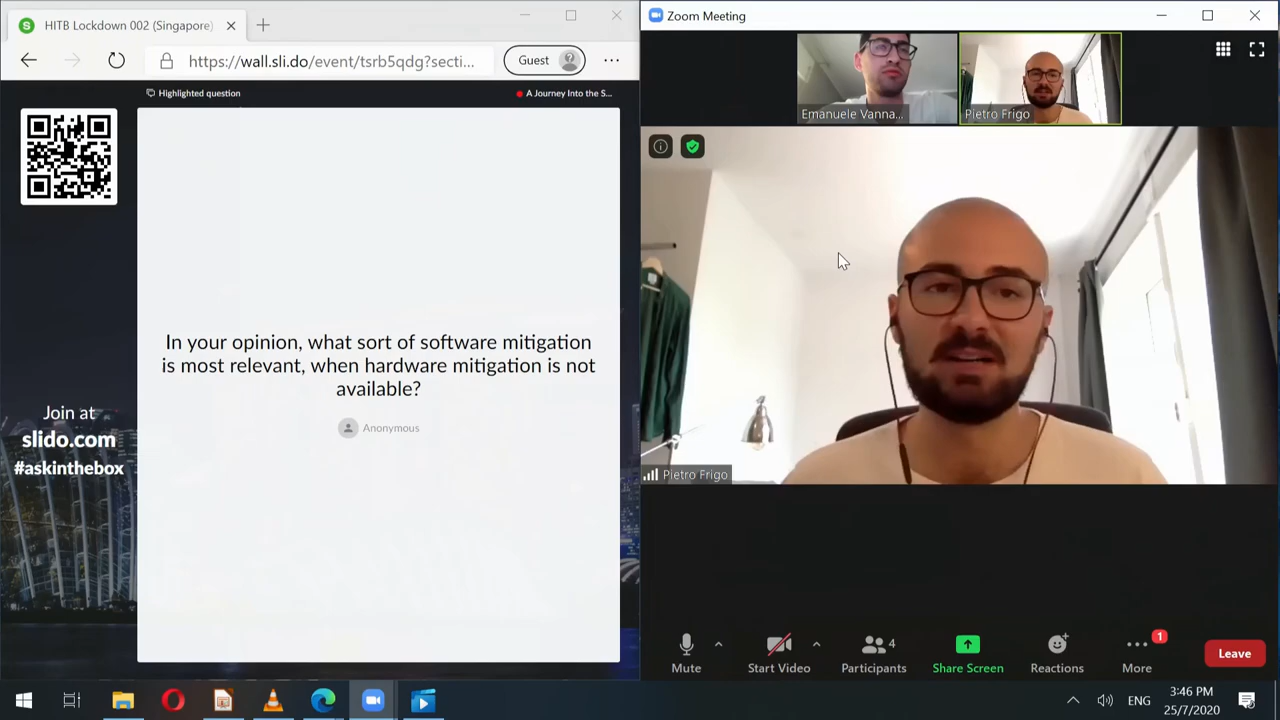 HITB Lockdown 002 (Singapore)
https://wall.sli.do/event/tsrb5qdg?secti...
Guest
Highlighted question
A Journey Into the S...
In your opinion, what sort of software mitigation
is most relevant, when hardware mitigation is not
available?
Anonymous
Join at
slido.com
#askinthebox
Zoom Meeting
Emanuele Vanna...
Pietro Frigo
Pietro Frigo
Mute
Start Video
4
Participants
Share Screen
Reactions
1
More
Leave
ENG
3:46 PM
25/7/2020